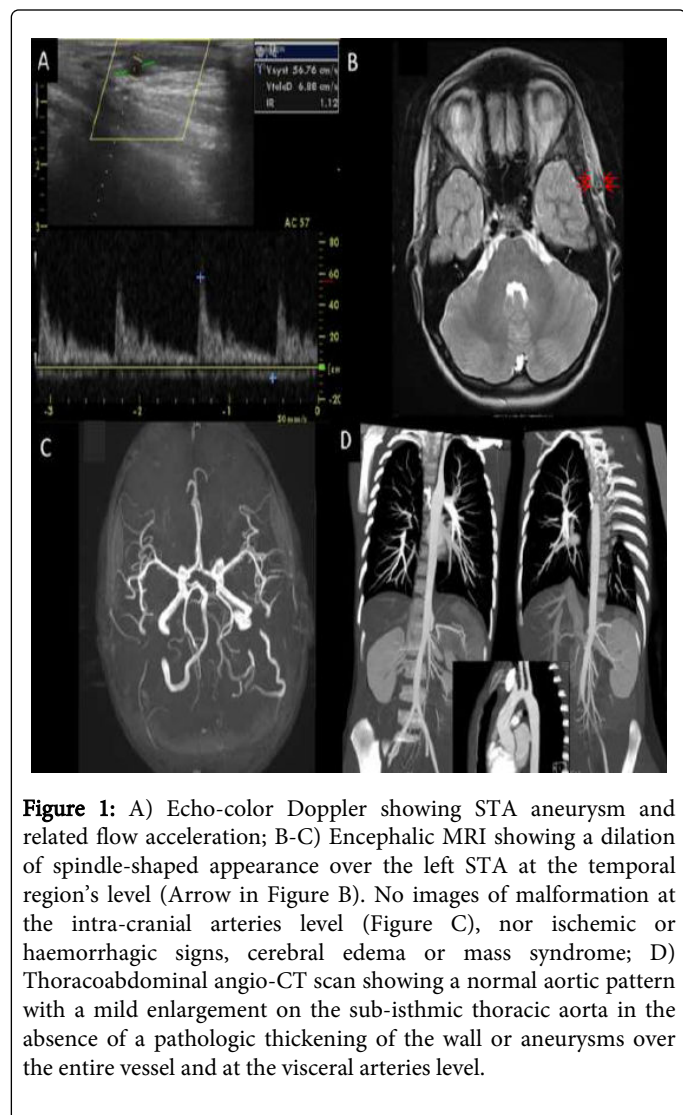 A
Vsyst 56.76 cm/s
VteleD 6.88 cm/s
IR 1.12
B
AC 57
80
60
40
20
-20
-3
-2
-1
0
50 mm/s
C
D
Figure 1: A) Echo-color Doppler showing STA aneurysm and
related flow acceleration; B-C) Encephalic MRI showing a dilation
of spindle-shaped appearance over the left STA at the temporal
region's level (Arrow in Figure B). No images of malformation at
the intra-cranial arteries level (Figure C), nor ischemic or
haemorrhagic signs, cerebral edema or mass syndrome; D)
Thoracoabdominal angio-CT scan showing a normal aortic pattern
with a mild enlargement on the sub-isthmic thoracic aorta in the
absence of a pathologic thickening of the wall or aneurysms over
the entire vessel and at the visceral arteries level.